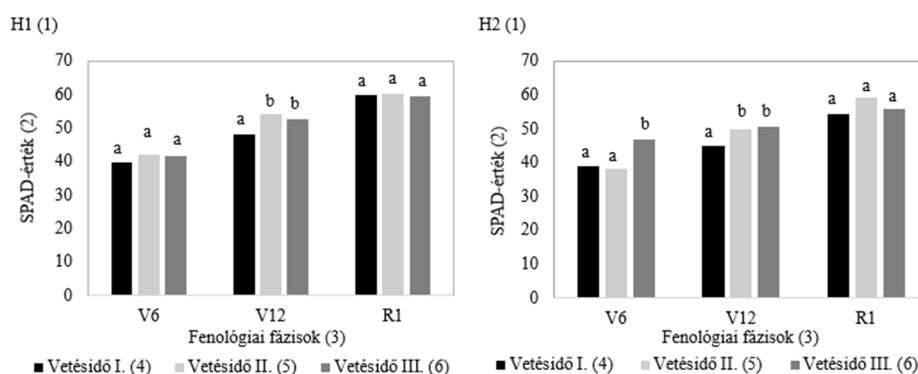 H1 (1)
SPAD-érték (2)
70
60
50
40
30
20
10
0
a
a
a
a
b
b
a
a
a
V6
V12
R1
Fenológiai fázisok (3)
Vetésidő I. (4)
Vetésidő II. (5)
Vetésidő III. (6)
H2 (1)
SPAD-érték (2)
70
60
50
40
30
20
10
0
a
a
b
a
b
b
a
a
a
V6
V12
R1
Fenológiai fázisok (3)
Vetésidő I. (4)
Vetésidő II. (5)
Vetésidő III. (6)